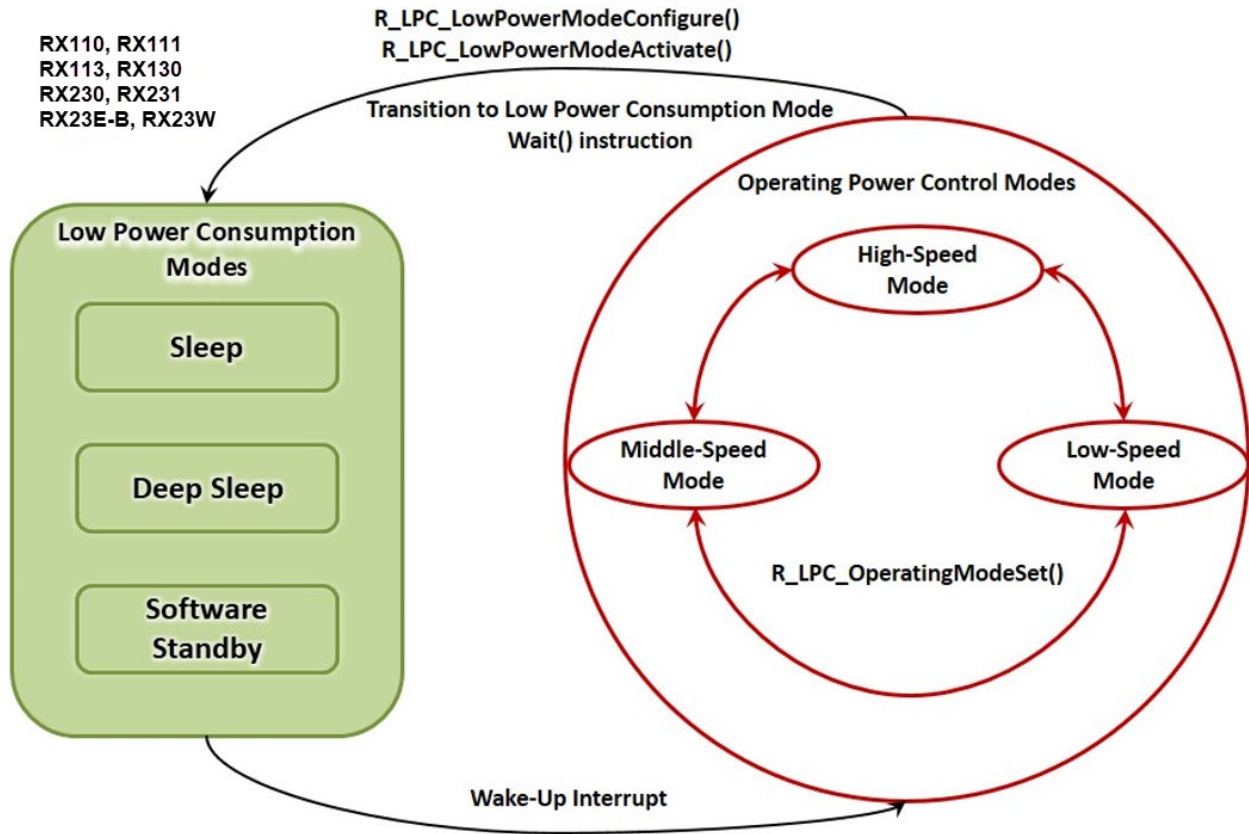 R_LPC_LowPowerModeConfigure()
R_LPC_LowPowerModeActivate()
RX110, RX111
RX113, RX130
RX230, RX231
RX23E-B, RX23W
Transition to Low Power Consumption Mode
Wait() instruction
Operating Power Control Modes
Low Power Consumption
Modes
High-Speed
Mode
Sleep
Middle-Speed
Mode
Low-Speed
Mode
Deep Sleep
R_LPC_OperatingModeSet()
Software
Standby
Wake-Up Interrupt